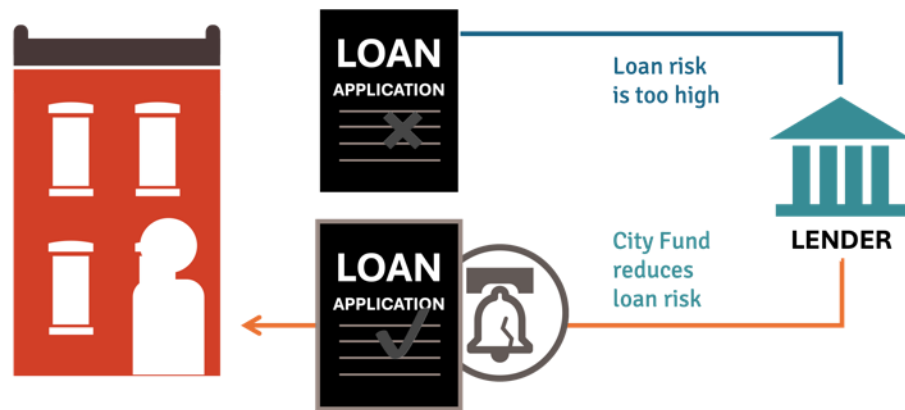 LOAN
APPLICATION
Loan risk
is too high
LENDER
LOAN
APPLICATION
City Fund
reduces
loan risk